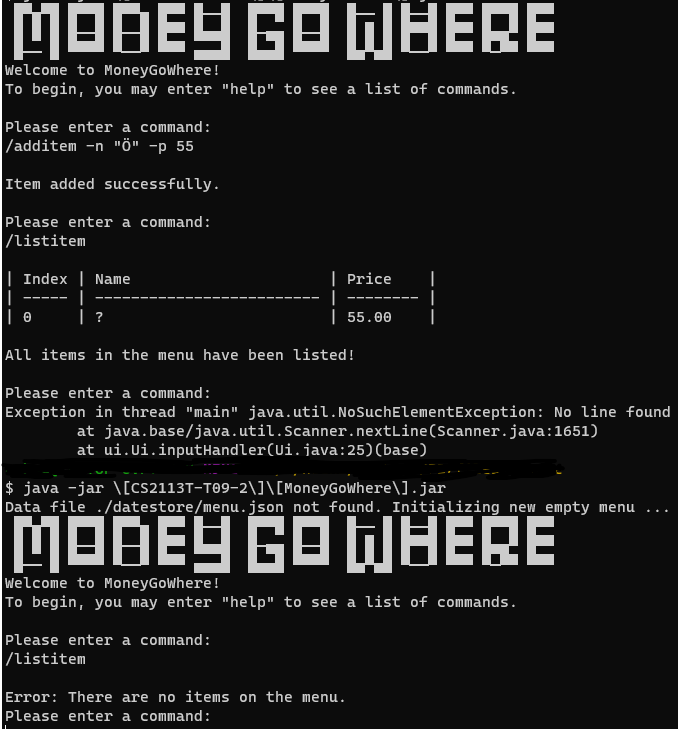 MONEY GO WHERE
Welcome to MoneyGoWhere!
To begin, you may enter "help" to see a list of commands.
Please enter a command:
/additem -n "Ö" -p 55
Item added successfully.
Please enter a command:
/listitem
| Index | Name                      | Price    |
| ----- | ------------------------- | -------- |
| 0     | ?                         | 55.00    |
All items in the menu have been listed!
Please enter a command:
Exception in thread "main" java.util.NoSuchElementException: No line found
        at java.base/java.util.Scanner.nextLine(Scanner.java:1651)
        at ui.Ui.inputHandler(Ui.java:25)(base)
$ java -jar \[CS2113T-T09-2\]\[MoneyGoWhere\].jar
Data file ./datestore/menu.json not found. Initializing new empty menu ...
MONEY GO WHERE
Welcome to MoneyGoWhere!
To begin, you may enter "help" to see a list of commands.
Please enter a command:
/listitem
Error: There are no items on the menu.
Please enter a command: